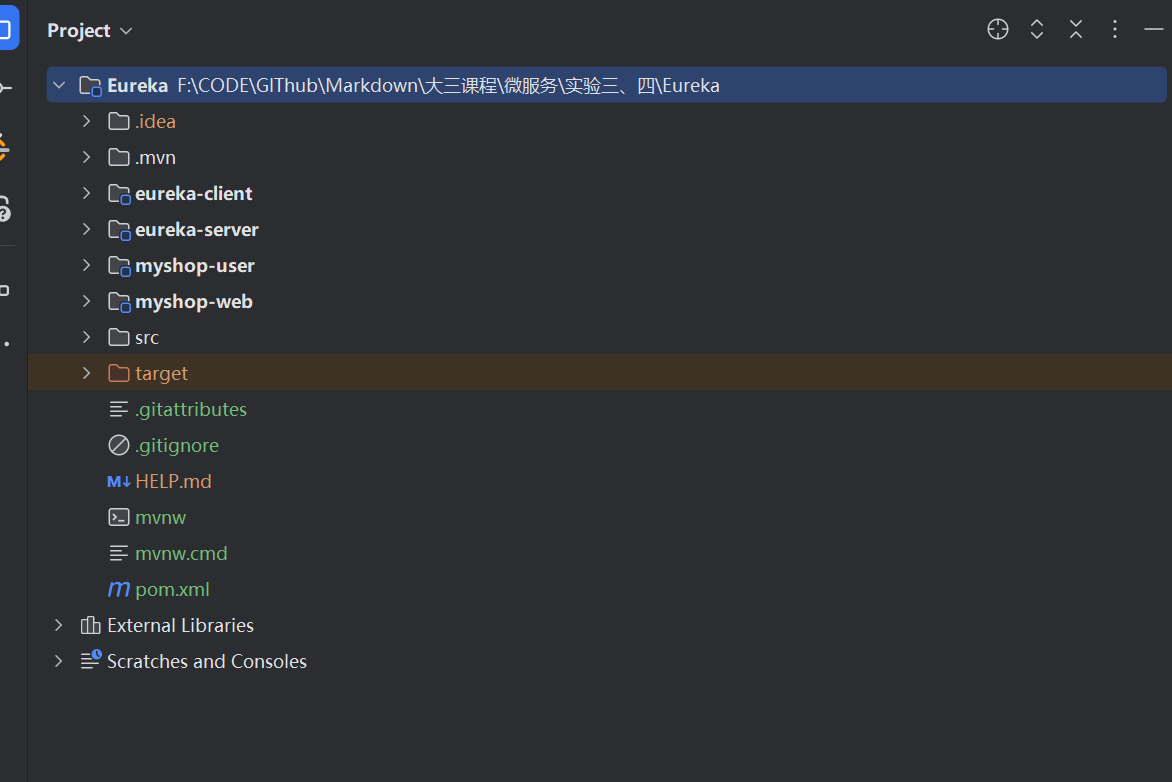 Project
Eureka F:\CODE\GIThub\Markdown\大三课程\微服务\实验三、四\Eureka
.idea
.mvn
eureka-client
eureka-server
myshop-user
myshop-web
src
target
.gitattributes
.gitignore
M↓ HELP.md
mvnw
mvnw.cmd
m pom.xml
External Libraries
Scratches and Consoles